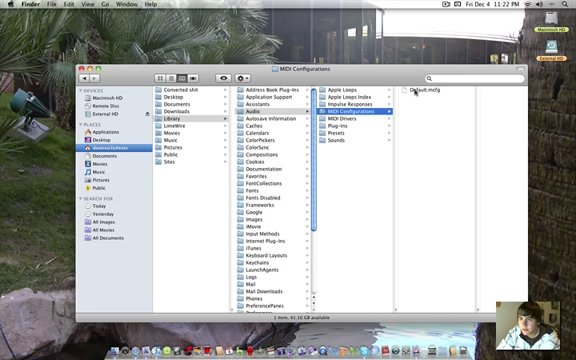 Finder File Edit View Go Window Help
Fri Dec 4 11:22 PM
MIDI Configurations
Macintosh HD
External HD
DEVICES
Macintosh HD
Remote Disc
External HD
PLACES
Applications
Desktop
dominiclichtner
Documents
Movies
Music
Pictures
Public
SEARCH FOR
Today
Yesterday
All Images
All Movies
All Documents
Converted shit
Desktop
Documents
Downloads
Library
LimeWire
Movies
Music
Pictures
Public
Sites
Address Book Plug-Ins
Application Support
Assistants
Audio
Autosave Information
Caches
Calendars
ColorPickers
ColorSync
Compositions
Cookies
Documentation
Favorites
FontCollections
Fonts
Fonts Disabled
Frameworks
Google
Images
iMovie
Input Methods
Internet Plug-Ins
iTunes
Keyboard Layouts
Keychains
LaunchAgents
Logs
Mail
Mail Downloads
Phones
PreferencePanes
Apple Loops
Apple Loops Index
Impulse Responses
MIDI Configurations
MIDI Drivers
Plug-Ins
Presets
Sounds
Default.mcfg
1 item, 41.16 GB available